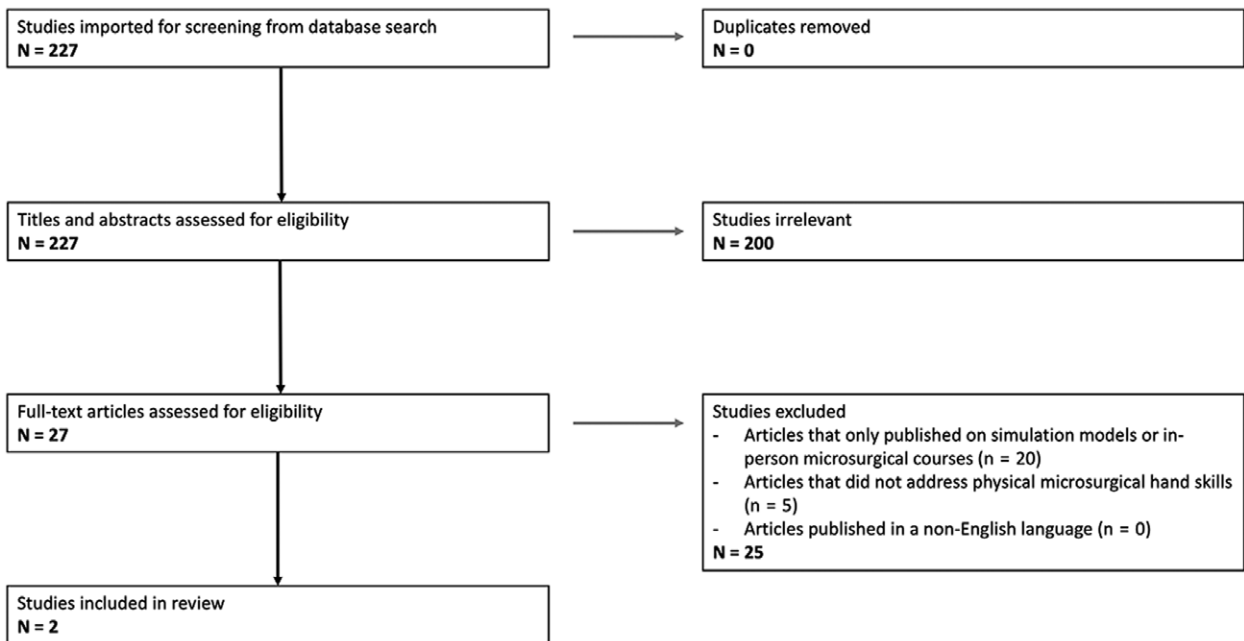 Studies imported for screening from database search
N = 227
Duplicates removed
N = 0
Titles and abstracts assessed for eligibility
N = 227
Studies irrelevant
N = 200
Full-text articles assessed for eligibility
N = 27
Studies excluded
- Articles that only published on simulation models or in-
person microsurgical courses (n = 20)
- Articles that did not address physical microsurgical hand skills
(n = 5)
- Articles published in a non-English language (n = 0)
N = 25
Studies included in review
N = 2